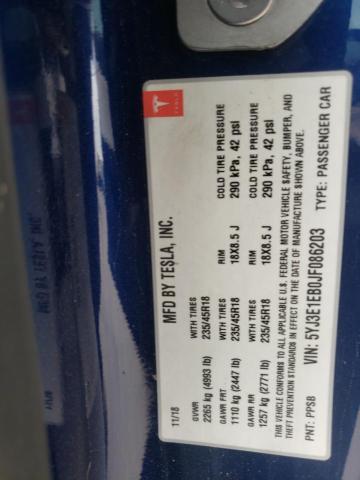 TESLA
MFD BY TESLA, INC.
11/18
GVWR WITH TIRES RIM COLD TIRE PRESSURE
2265 kg (4993 lb) 235/45R18 18X8.5 J 290 kPa, 42 psi
GAWR FRT WITH TIRES RIM COLD TIRE PRESSURE
1110 kg (2447 lb) 235/45R18 18X8.5 J 290 kPa, 42 psi
GAWR RR
1257 kg (2771 lb) 235/45R18
THIS VEHICLE CONFORMS TO ALL APPLICABLE U.S. FEDERAL MOTOR VEHICLE SAFETY, BUMPER, AND
THEFT PREVENTION STANDARDS IN EFFECT ON THE DATE OF MANUFACTURE SHOWN ABOVE.
VIN: 5YJ3E1EB0JF086203
PNT: PPSB TYPE: PASSENGER CAR